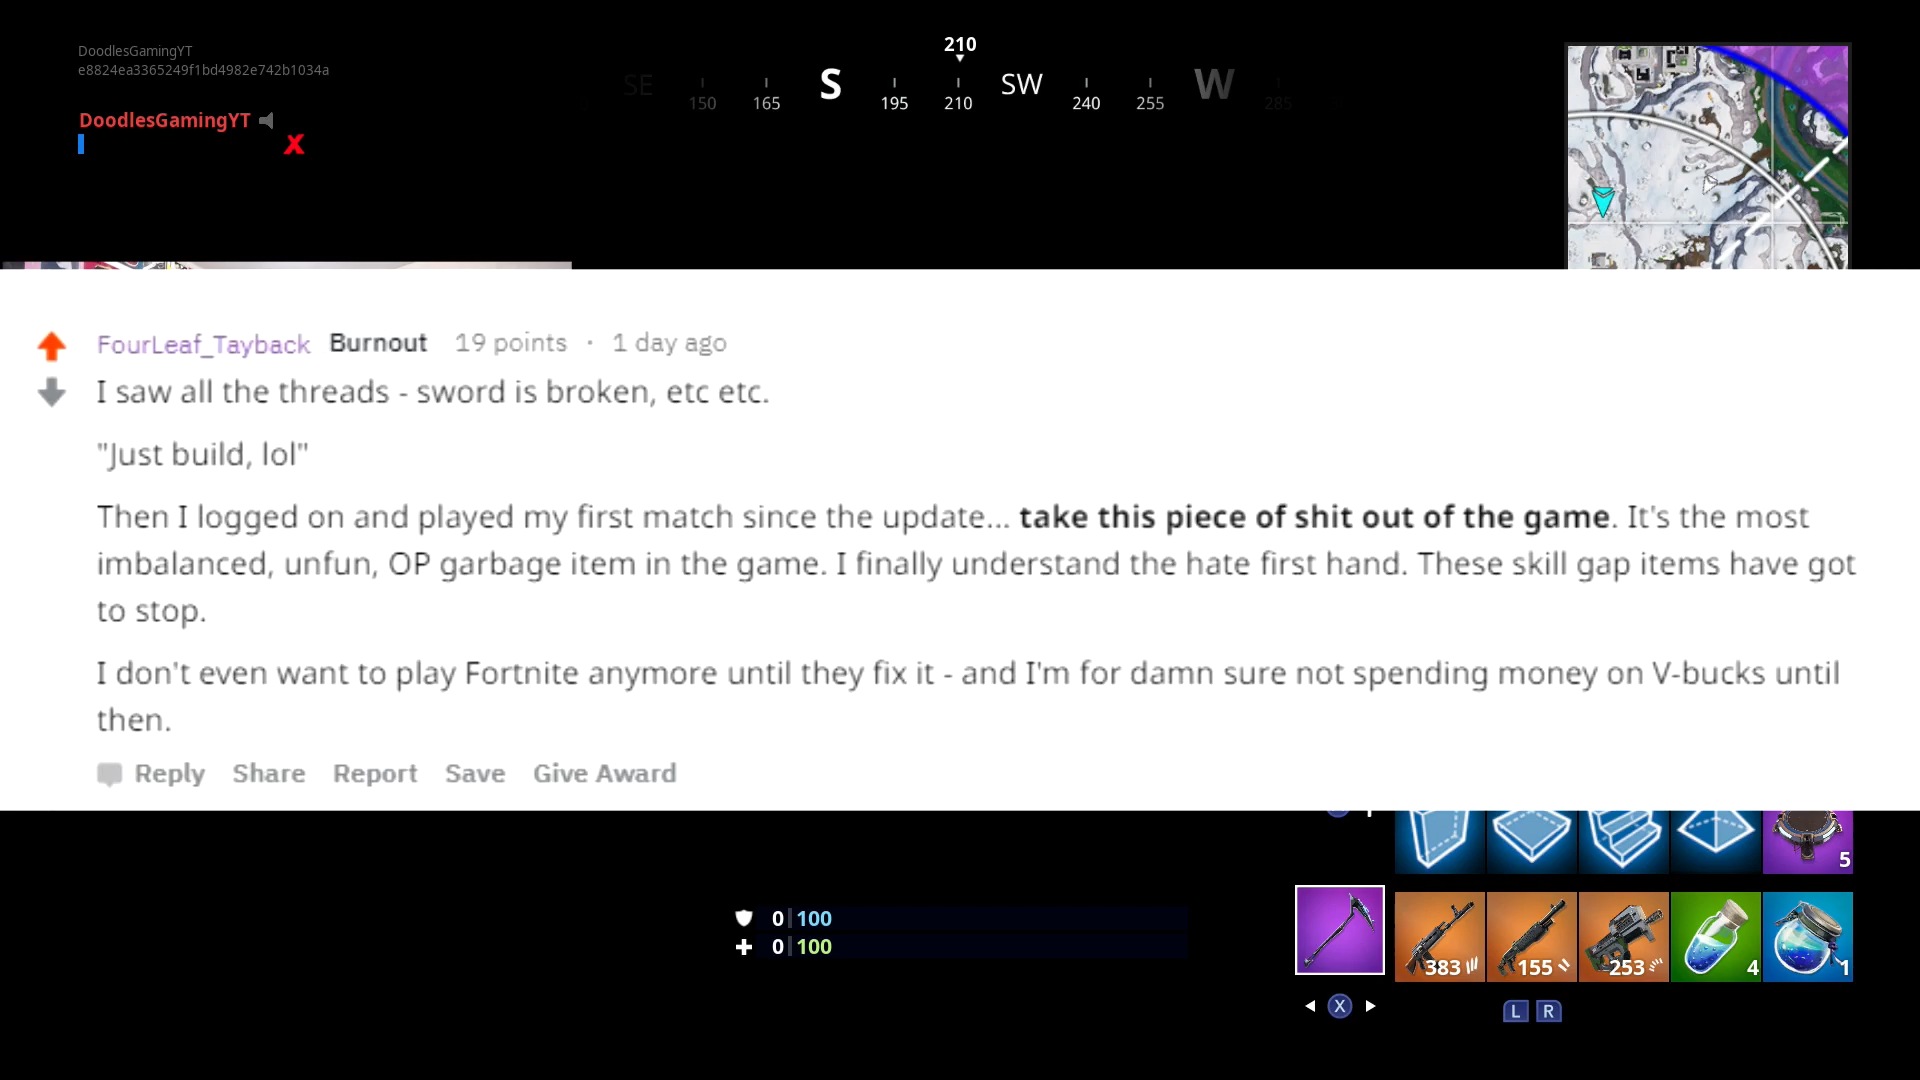 DoodlesGamingYT
e8824ea3365249f1bd4982e742b1034a
DoodlesGamingYT
X
210
SE 150 165 S 195 210 SW 240 255 W 285
FourLeaf_Tayback Burnout 19 points · 1 day ago
I saw all the threads - sword is broken, etc etc.
"Just build, lol"
Then I logged on and played my first match since the update... take this piece of shit out of the game. It's the most
imbalanced, unfun, OP garbage item in the game. I finally understand the hate first hand. These skill gap items have got
to stop.
I don't even want to play Fortnite anymore until they fix it - and I'm for damn sure not spending money on V-bucks until
then.
Reply Share Report Save Give Award
5
0 | 100
0 | 100
383 155 253 4 1
X L R